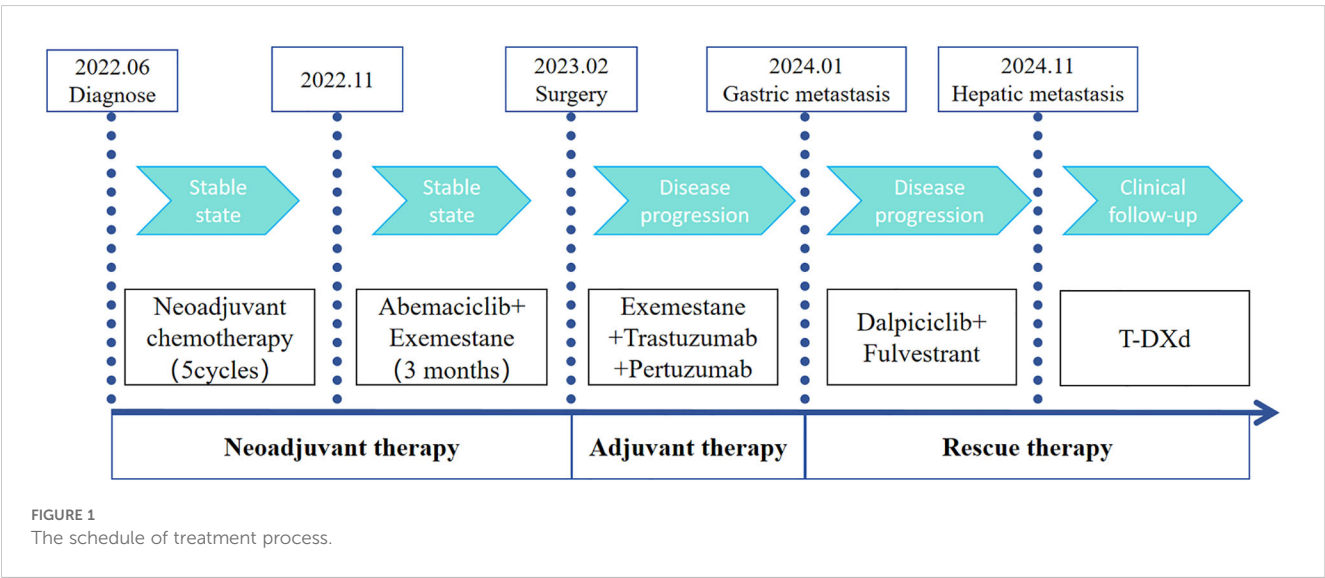 2022.06
Diagnose
2022.11
2023.02
Surgery
2024.01
Gastric metastasis
2024.11
Hepatic metastasis
Stable
state
Stable
state
Disease
progression
Disease
progression
Clinical
follow-up
Neoadjuvant
chemotherapy
(5cycles)
Abemaciclib+
Exemestane
(3 months)
Exemestane
+Trastuzumab
+Pertuzumab
Dalpiciclib+
Fulvestrant
T-DXd
Neoadjuvant therapy
Adjuvant therapy
Rescue therapy
FIGURE 1
The schedule of treatment process.